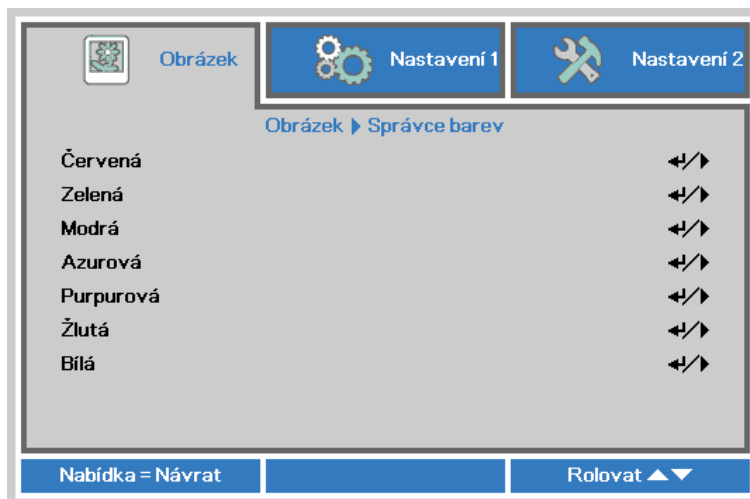 Obrázek Nastavení 1 Nastavení 2
Obrázek Správce barev
Červená
Zelená
Modrá
Azurová
Purpurová
Žlutá
Bílá
Nabídka = Návrat Rolovat ▲▼